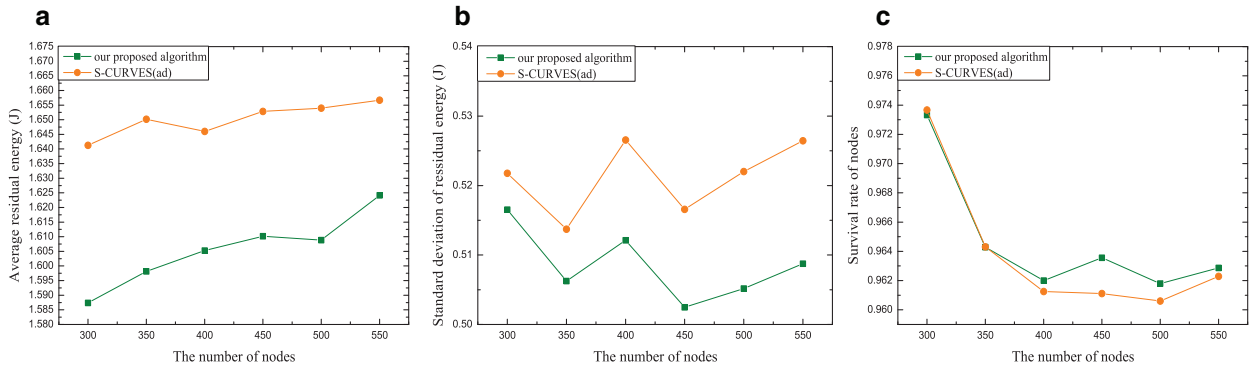 a
our proposed algorithm
S-CURVES(ad)
Average residual energy (J)
1.675
1.670
1.665
1.660
1.655
1.650
1.645
1.640
1.635
1.630
1.625
1.620
1.615
1.610
1.605
1.600
1.595
1.590
1.585
1.580
300 350 400 450 500 550
The number of nodes
b
our proposed algorithm
S-CURVES(ad)
Standard deviation of ressidual energy (J)
0.54
0.53
0.52
0.51
0.50
300 350 400 450 500 550
The number of nodes
c
our proposed algorithm
S-CURVES(ad)
Survival rate of nodes
0.978
0.976
0.974
0.972
0.970
0.968
0.966
0.964
0.962
0.960
300 350 400 450 500 550
The number of nodes